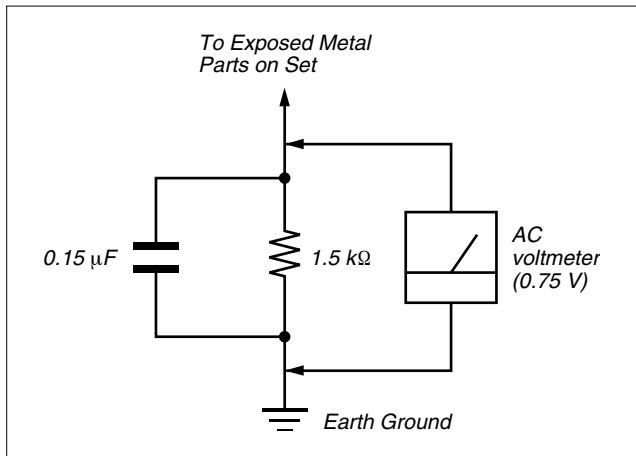 To Exposed Metal
Parts on Set
0.15 μF
1.5 kΩ
AC
voltmeter
(0.75 V)
Earth Ground